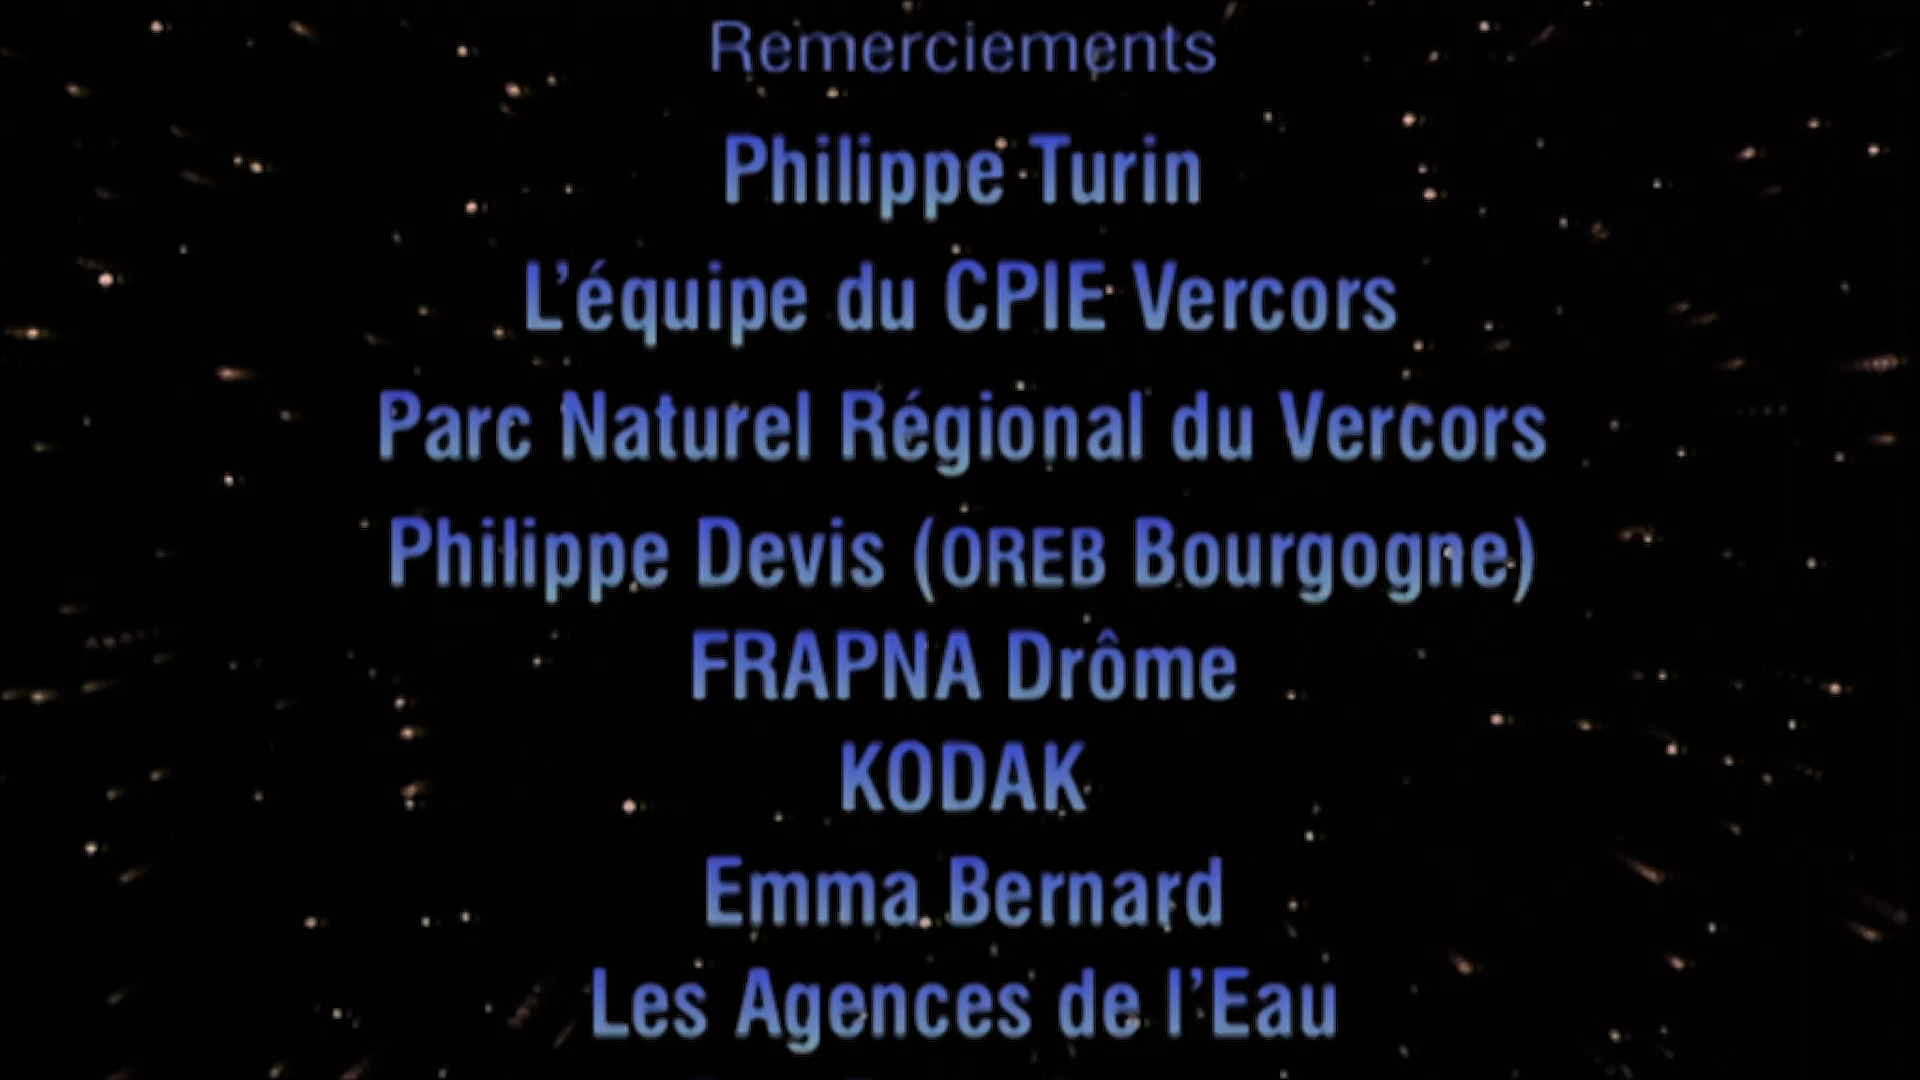 Remerciements
Philippe Turin
L’équipe du CPIE Vercors
Parc Naturel Régional du Vercors
Philippe Devis (OREB Bourgogne)
FRAPNA Drôme
KODAK
Emma Bernard
Les Agences de l’Eau